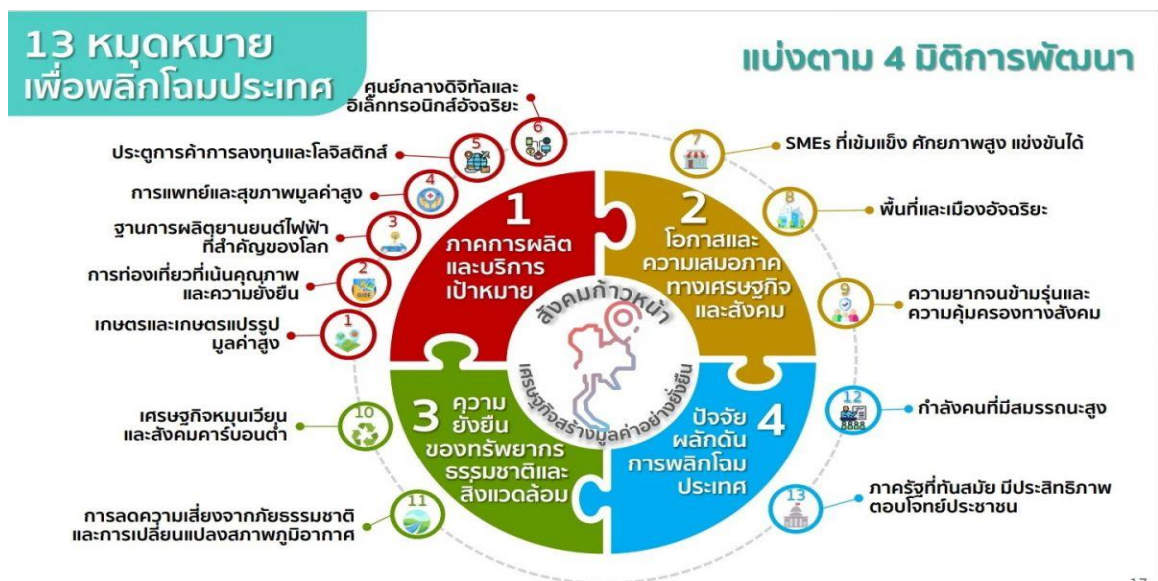 13 หมุดหมาย
เพื่อพลิกโฉมประเทศ
แบ่งตาม 4 มิติการพัฒนา
ศูนย์กลางดิจิทัลและ
อิเล็กทรอนิกส์อัจฉริยะ
6
ประตูการค้าการลงทุนและโลจิสติกส์
5
การแพทย์และสุขภาพมูลค่าสูง
4
ฐานการผลิตยานยนต์ไฟฟ้า
ที่สำคัญของโลก
3
การท่องเที่ยวที่เน้นคุณภาพ
และความยั่งยืน
2
เกษตรและเกษตรแปรรูป
มูลค่าสูง
1
1
ภาคการผลิต
และบริการ
เป้าหมาย
7
SMEs ที่เข้มแข็ง ศักยภาพสูง แข่งขันได้
8
พื้นที่และเมืองอัจฉริยะ
9
ความยากจนข้ามรุ่นและ
ความคุ้มครองทางสังคม
2
โอกาสและ
ความเสมอภาค
ทางเศรษฐกิจ
และสังคม
สังคมก้าวหน้า
เศรษฐกิจสร้างมูลค่าอย่างยั่งยืน
เศรษฐกิจหมุนเวียน
และสังคมคาร์บอนต่ำ
10
การลดความเสี่ยงจากภัยธรรมชาติ
และการเปลี่ยนแปลงสภาพภูมิอากาศ
11
3 ความ
ยั่งยืน
ของทรัพยากร
ธรรมชาติและ
สิ่งแวดล้อม
ปัจจัย 4
ผลักดัน
การพลิกโฉม
ประเทศ
12
กำลังคนที่มีสมรรถนะสูง
13
ภาครัฐที่ทันสมัย มีประสิทธิภาพ
ตอบโจทย์ประชาชน